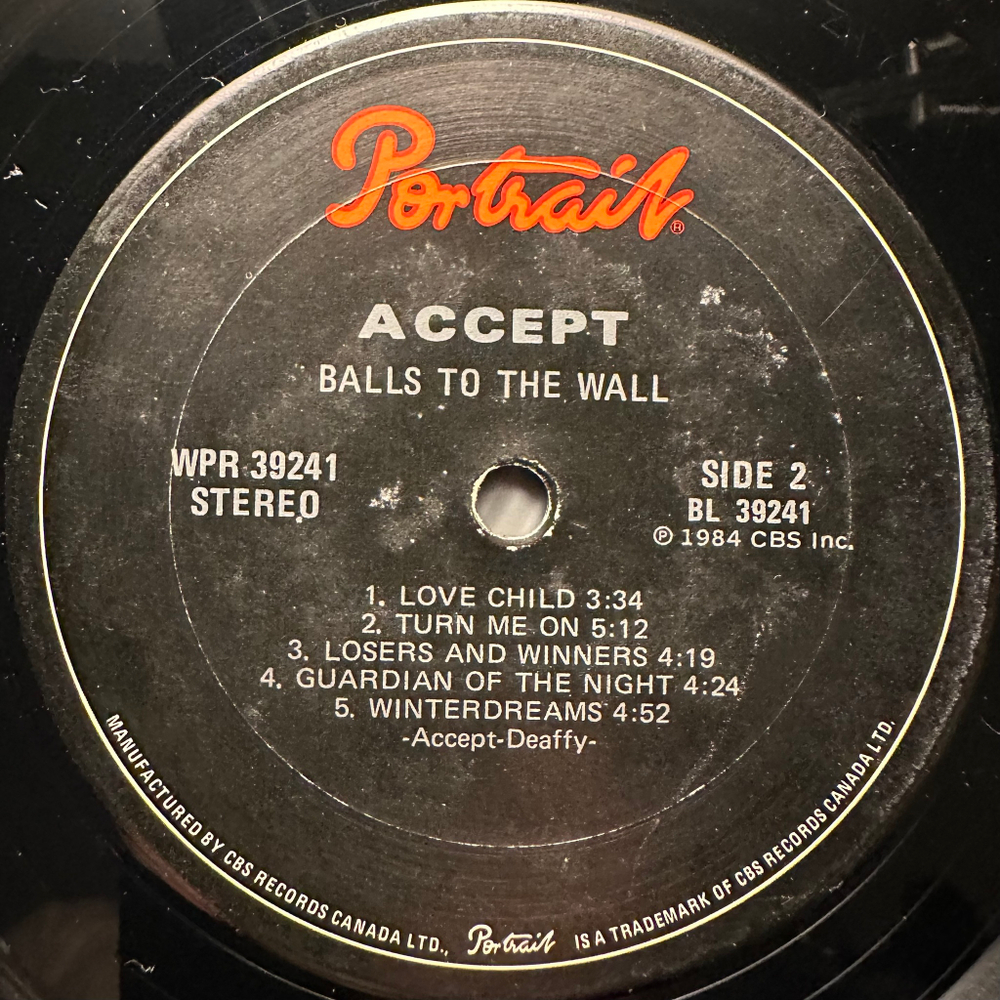 Portrait®
ACCEPT
BALLS TO THE WALL
WPR 39241
STEREO
SIDE 2
BL 39241
℗ 1984 CBS Inc.
1. LOVE CHILD 3:34
2. TURN ME ON 5:12
3. LOSERS AND WINNERS 4:19
4. GUARDIAN OF THE NIGHT 4:24
5. WINTERDREAMS 4:52
-Accept-Deaffy-
MANUFACTURED BY CBS RECORDS CANADA LTD., Portrait IS A TRADEMARK OF CBS RECORDS CANADA LTD.